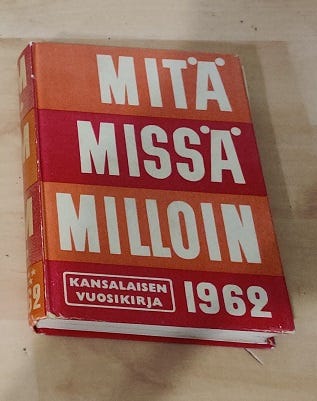 MITÄ
MISSÄ
MILLOIN
KANSALAISEN
VUOSIKIRJA
1962